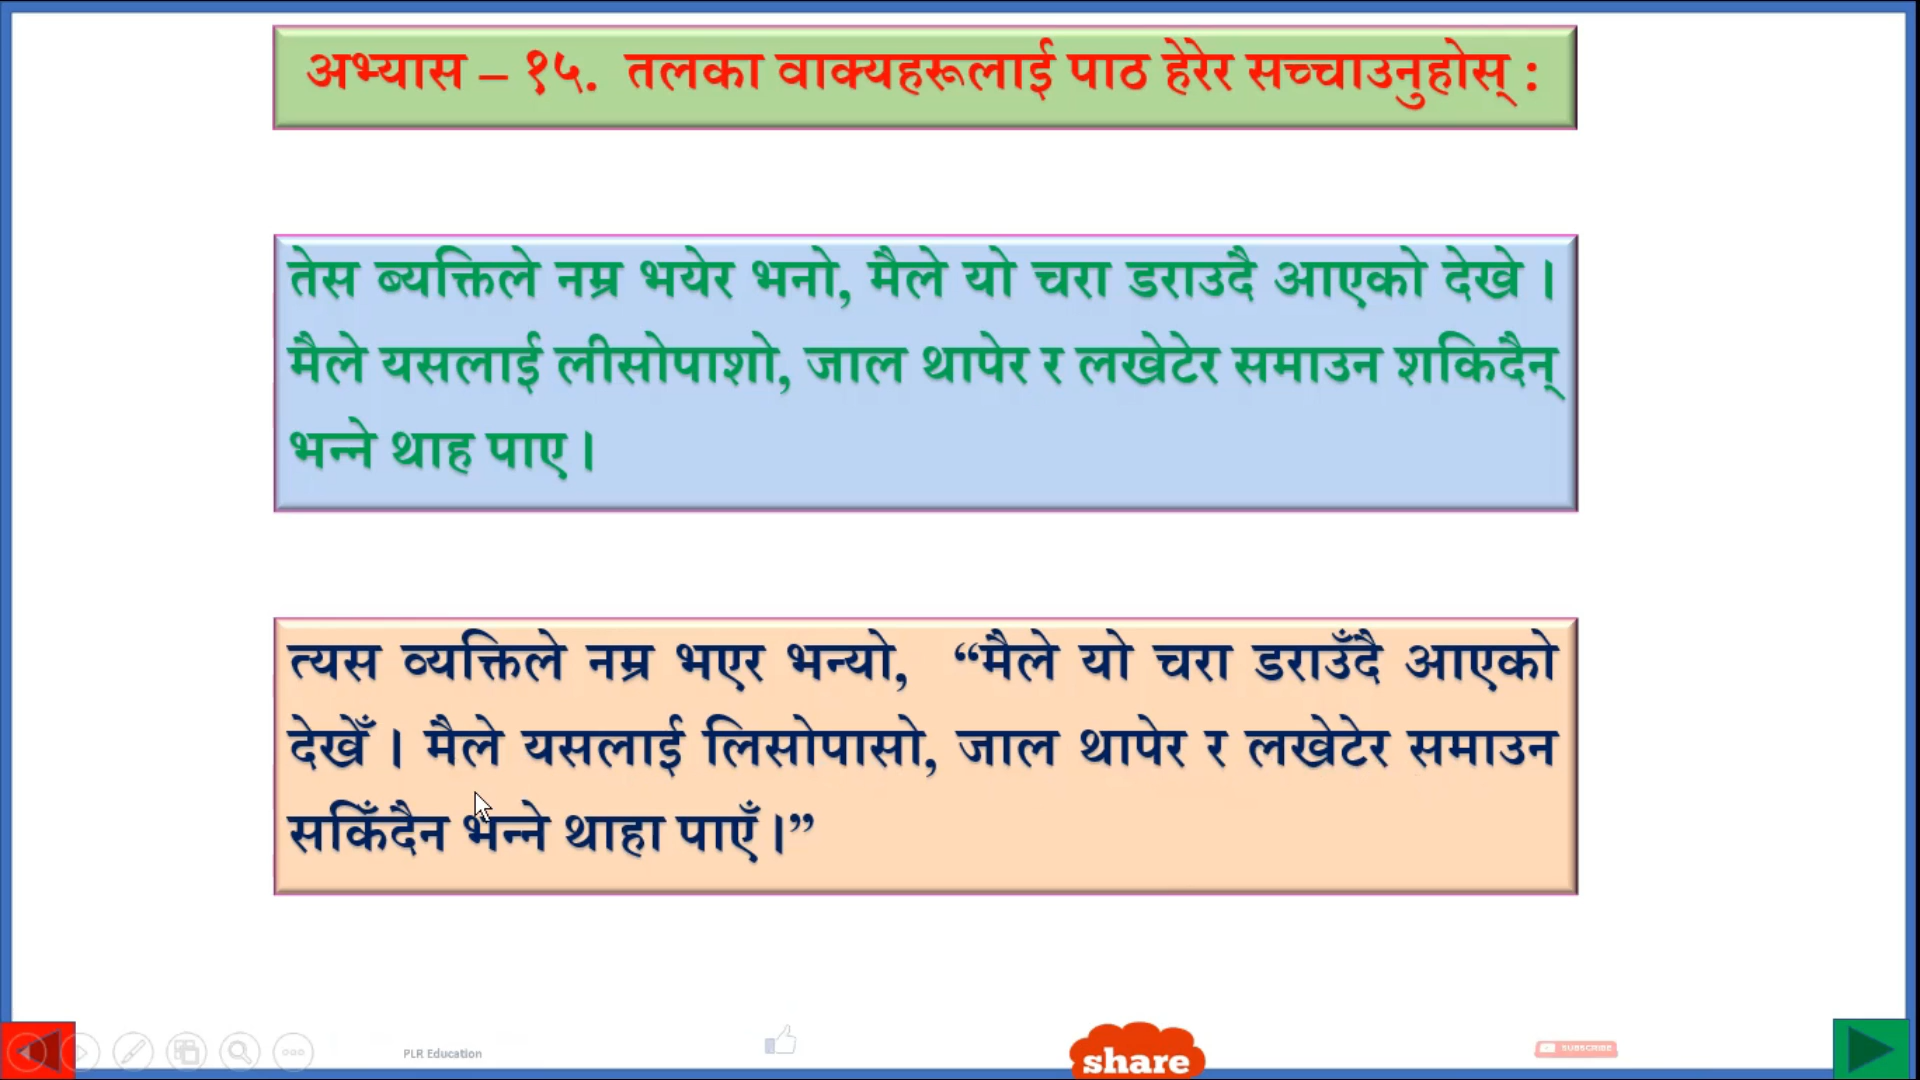 अभ्यास – १५. तलका वाक्यहरूलाई पाठ हेरेर सच्चाउनुहोस् :
तेस ब्यक्तिले नम्र भयेर भनो, मैले यो चरा डराउदै आएको देखे ।
मैले यसलाई लीसोपाशो, जाल थापेर र लखेटेर समाउन शकिदैन्
भन्ने थाह पाए ।
त्यस व्यक्तिले नम्र भएर भन्यो, “मैले यो चरा डराउँदै आएको
देखेँ । मैले यसलाई लिसोपासो, जाल थापेर र लखेटेर समाउन
सकिँदैन भन्ने थाहा पाएँ ।”
PLR Education
share
SUBSCRIBE